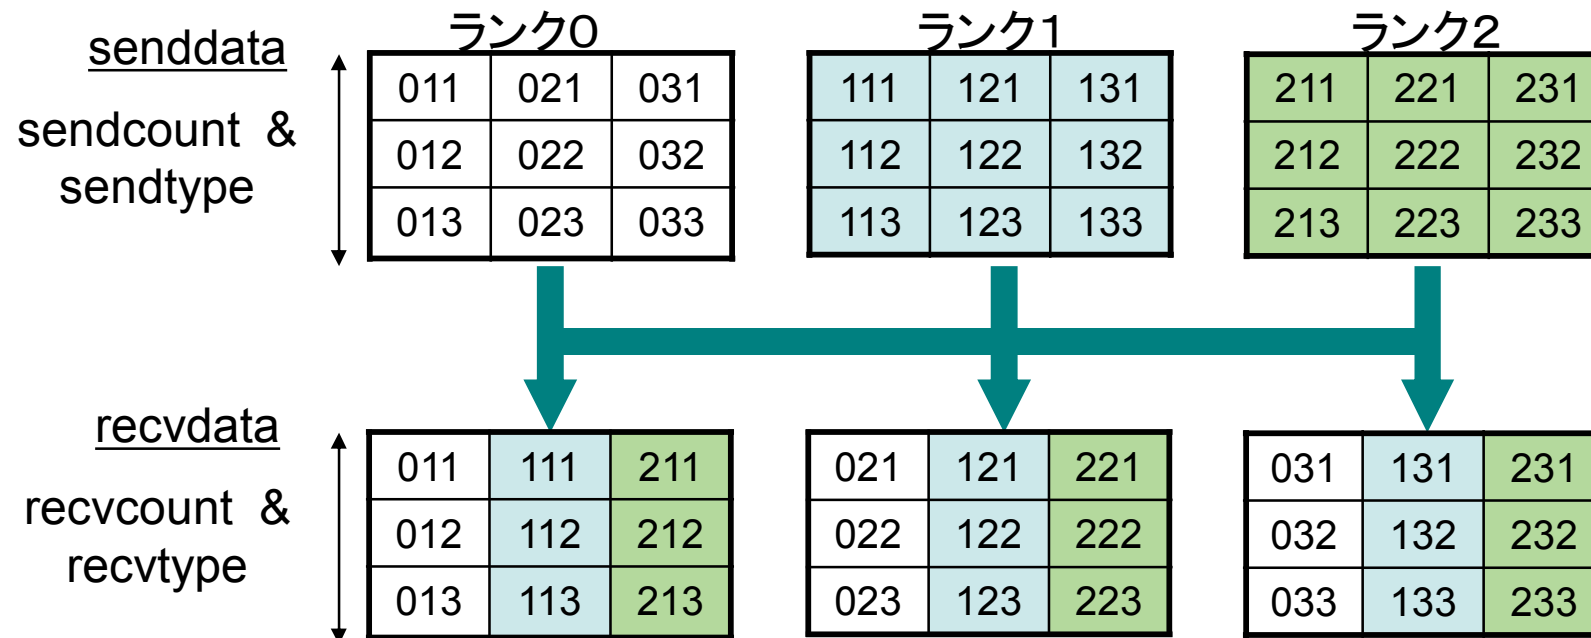 senddata
sendcount &
sendtype
ランク0 ランク1 ランク2
011 021 031 111 121 131 211 221 231
012 022 032 112 122 132 212 222 232
013 023 033 113 123 133 213 223 233
recvdata
recvcount &
recvtype
011 111 211 021 121 221 031 131 231
012 112 212 022 122 222 032 132 232
013 113 213 023 123 223 033 133 233